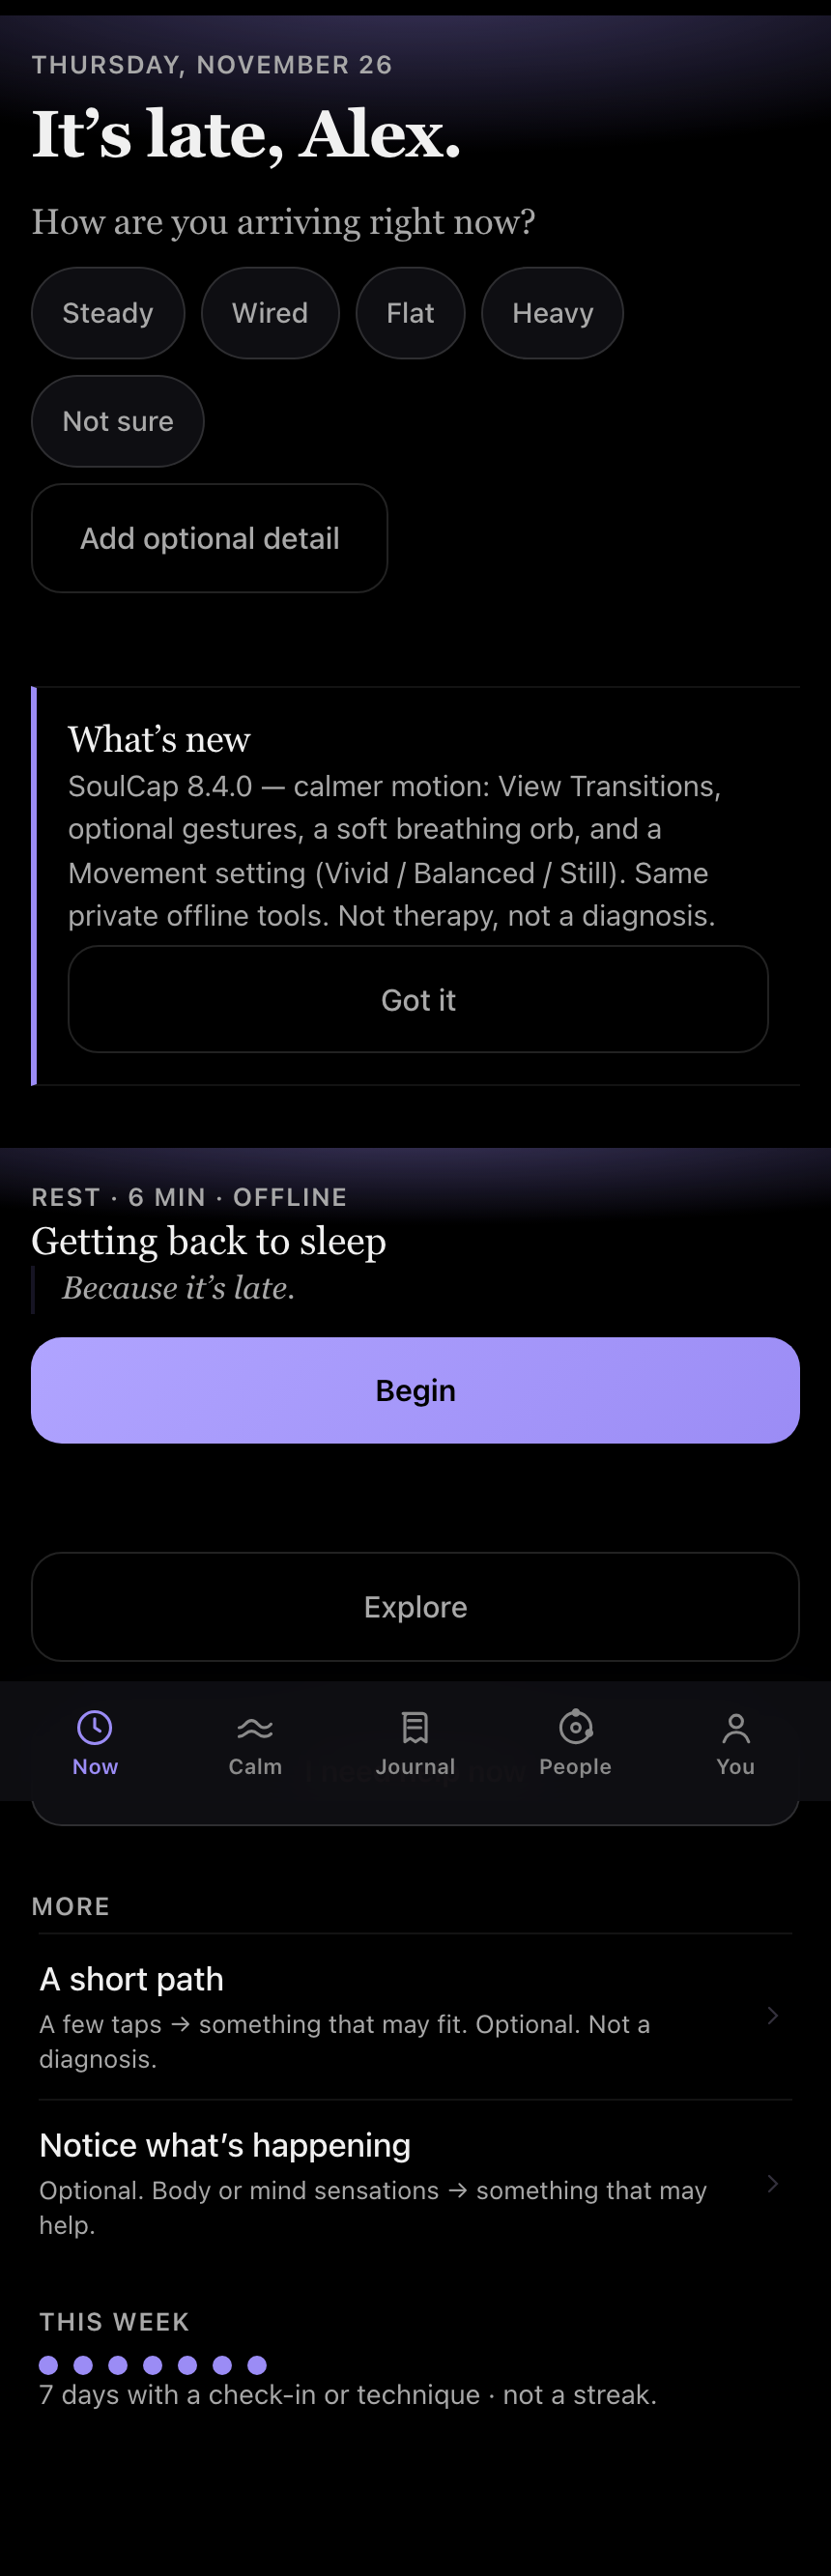 THURSDAY, NOVEMBER 26
It’s late, Alex.
How are you arriving right now?
Steady
Wired
Flat
Heavy
Not sure
Add optional detail
What’s new
SoulCap 8.4.0 — calmer motion: View Transitions,
optional gestures, a soft breathing orb, and a
Movement setting (Vivid / Balanced / Still). Same
private offline tools. Not therapy, not a diagnosis.
Got it
REST · 6 MIN · OFFLINE
Getting back to sleep
Because it’s late.
Begin
Explore
Now
Calm
Journal
People
You
MORE
A short path
A few taps → something that may fit. Optional. Not a
diagnosis.
Notice what’s happening
Optional. Body or mind sensations → something that may
help.
THIS WEEK
7 days with a check-in or technique · not a streak.